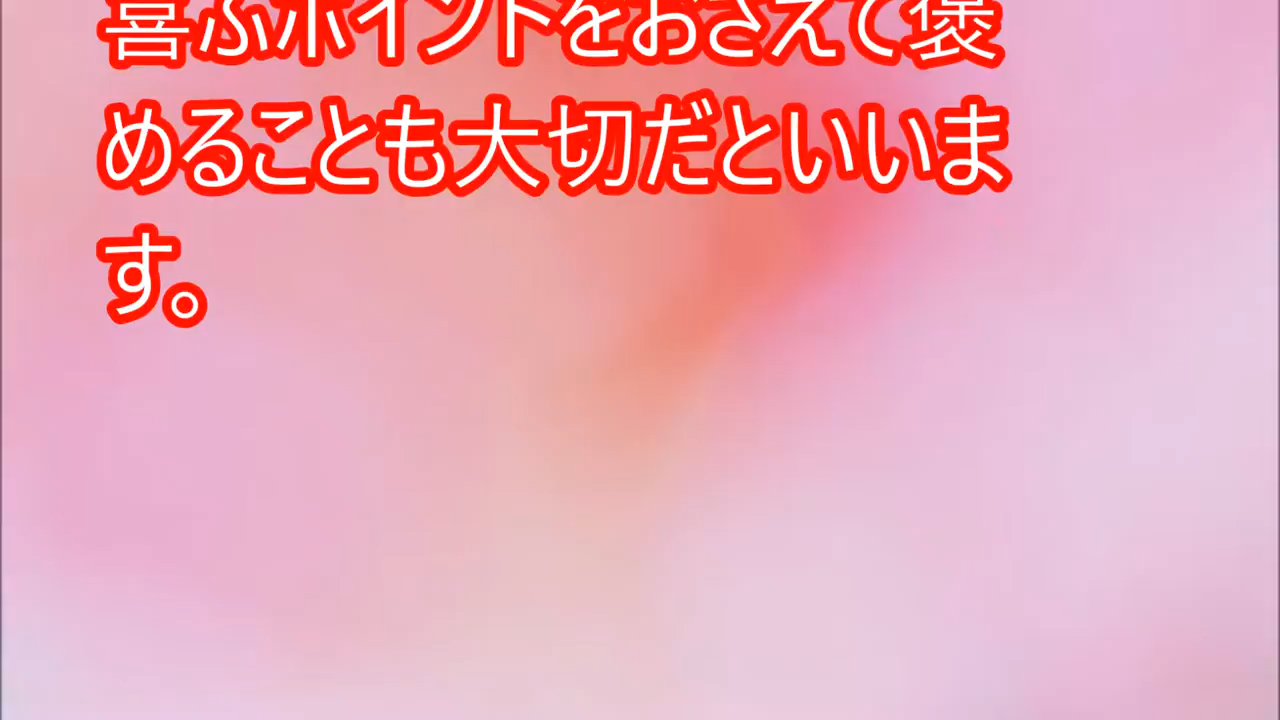 喜ぶポイントをおさえて褒
めることも大切だといいま
す。